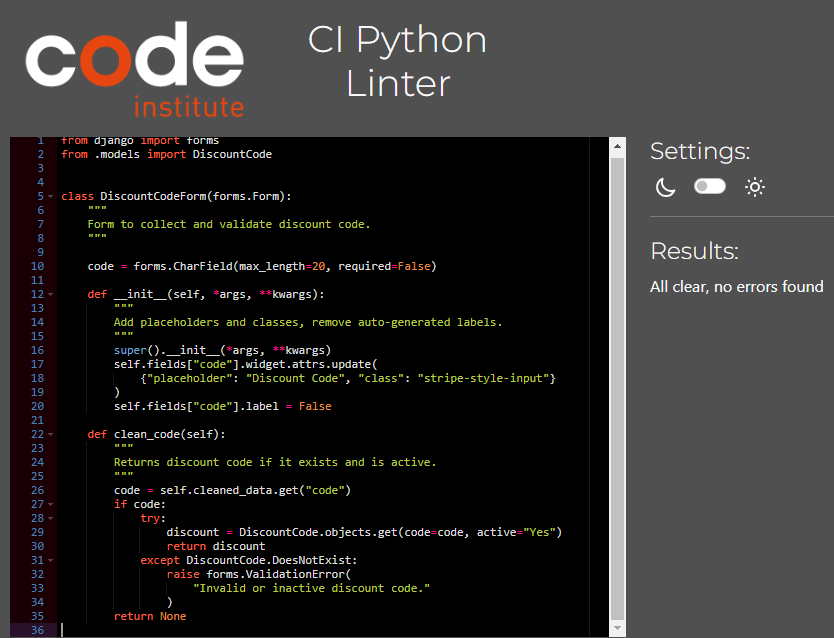 code
institute
CI Python
Linter
1 from django import forms
2 from .models import DiscountCode
3
4
5 class DiscountCodeForm(forms.Form):
6     """
7     Form to collect and validate discount code.
8     """
9
10     code = forms.CharField(max_length=20, required=False)
11
12     def __init__(self, *args, **kwargs):
13         """
14         Add placeholders and classes, remove auto-generated labels.
15         """
16         super().__init__(*args, **kwargs)
17         self.fields["code"].widget.attrs.update(
18             {"placeholder": "Discount Code", "class": "stripe-style-input"}
19         )
20         self.fields["code"].label = False
21
22     def clean_code(self):
23         """
24         Returns discount code if it exists and is active.
25         """
26         code = self.cleaned_data.get("code")
27         if code:
28             try:
29                 discount = DiscountCode.objects.get(code=code, active="Yes")
30                 return discount
31             except DiscountCode.DoesNotExist:
32                 raise forms.ValidationError(
33                     "Invalid or inactive discount code."
34                 )
35         return None
36
Settings:
Results:
All clear, no errors found